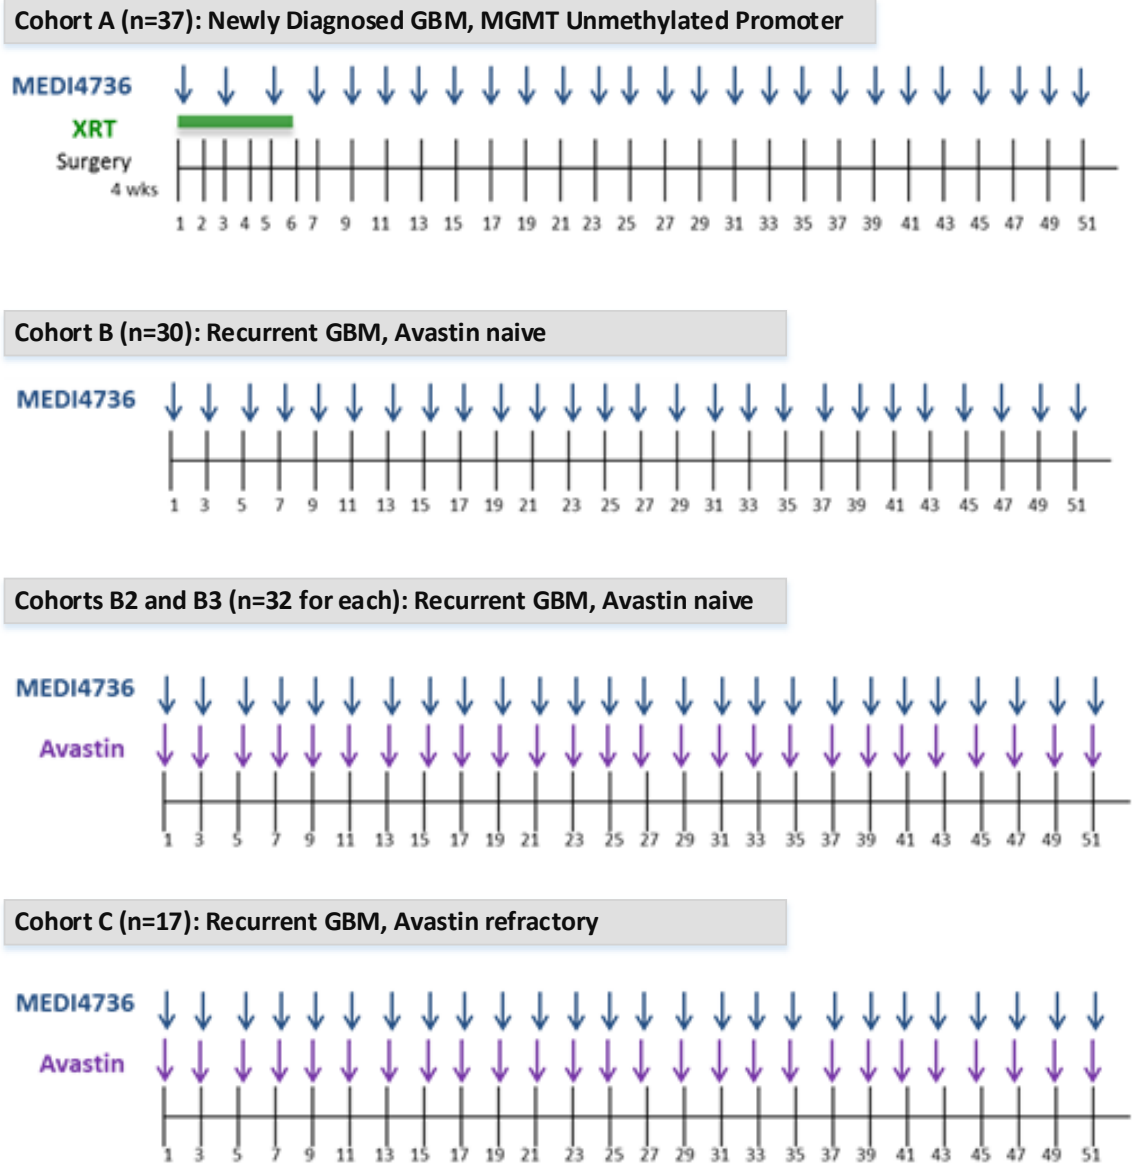 Cohort A (n=37): Newly Diagnosed GBM, MGMT Unmethylated Promoter
MEDI4736
XRT
Surgery
4 wks
1 2 3 4 5 6 7 9 11 13 15 17 19 21 23 25 27 29 31 33 35 37 39 41 43 45 47 49 51
Cohort B (n=30): Recurrent GBM, Avastin naive
MEDI4736
1 3 5 7 9 11 13 15 17 19 21 23 25 27 29 31 33 35 37 39 41 43 45 47 49 51
Cohorts B2 and B3 (n=32 for each): Recurrent GBM, Avastin naive
MEDI4736
Avastin
1 3 5 7 9 11 13 15 17 19 21 23 25 27 29 31 33 35 37 39 41 43 45 47 49 51
Cohort C (n=17): Recurrent GBM, Avastin refractory
MEDI4736
Avastin
1 3 5 7 9 11 13 15 17 19 21 23 25 27 29 31 33 35 37 39 41 43 45 47 49 51